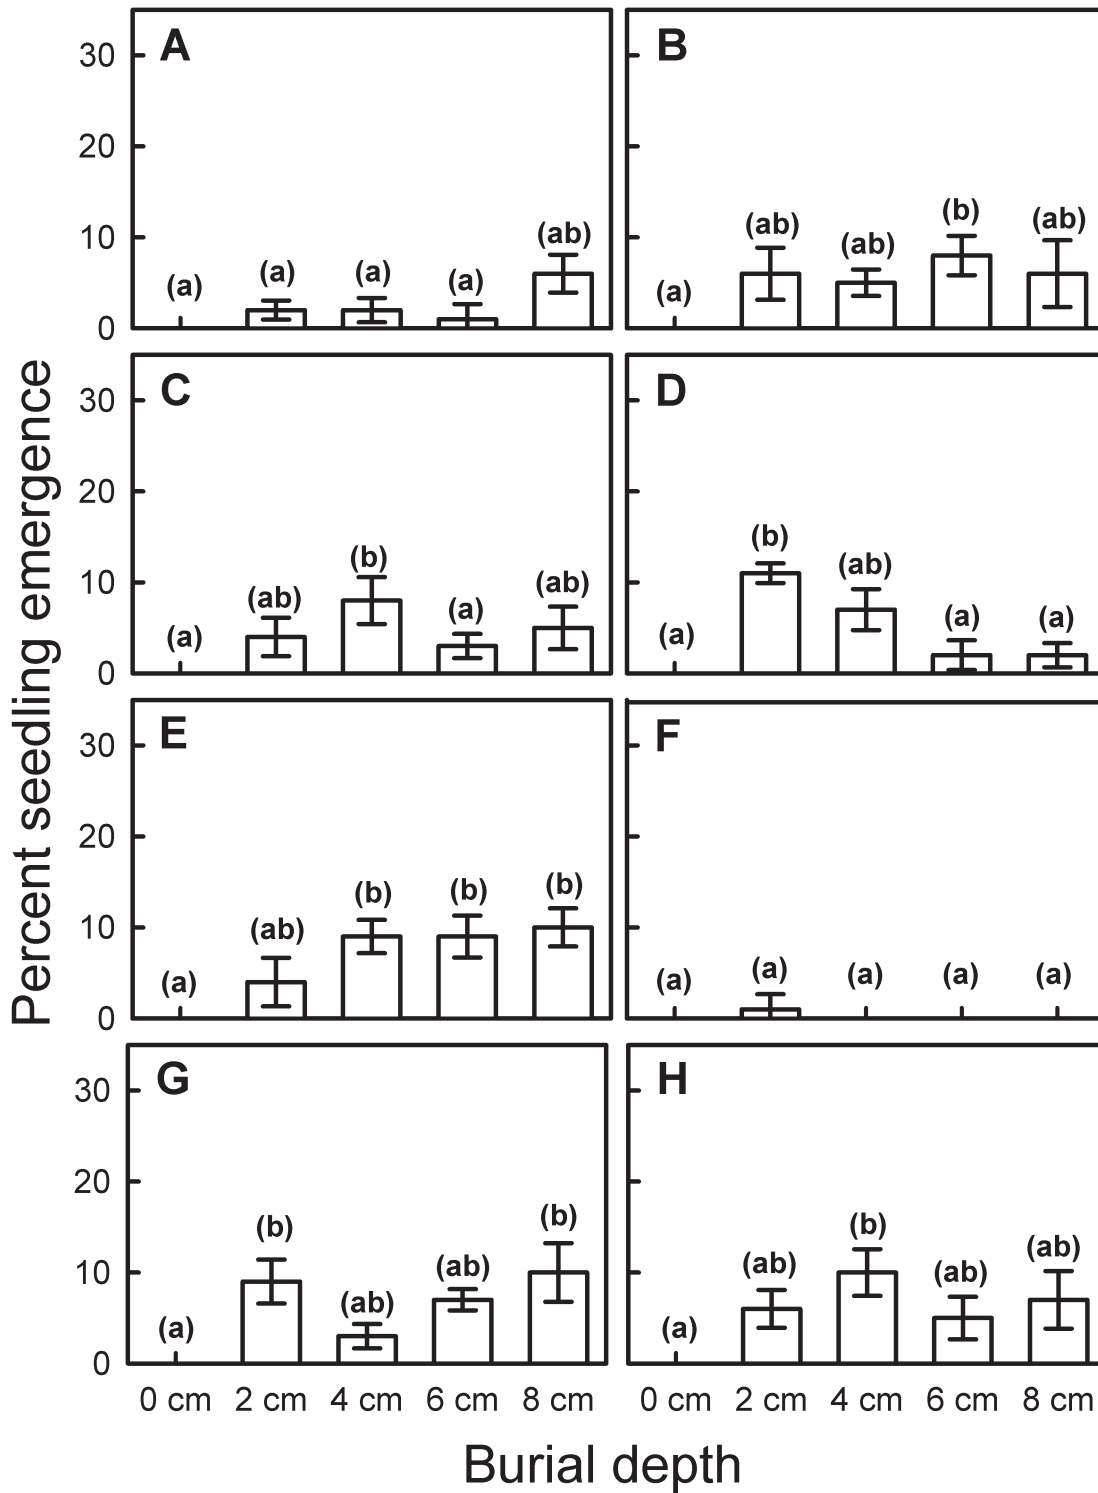 Percent seedling emergence
A
30
20
10
0
(a) (a) (a) (a) (ab)
B
(a) (ab) (ab) (b) (ab)
C
30
20
10
0
(a) (ab) (b) (a) (ab)
D
(a) (b) (ab) (a) (a)
E
30
20
10
0
(a) (ab) (b) (b) (b)
F
(a) (a) (a) (a) (a)
G
30
20
10
0
(a) (b) (ab) (ab) (b)
H
(a) (ab) (b) (ab) (ab)
0 cm 2 cm 4 cm 6 cm 8 cm
0 cm 2 cm 4 cm 6 cm 8 cm
Burial depth